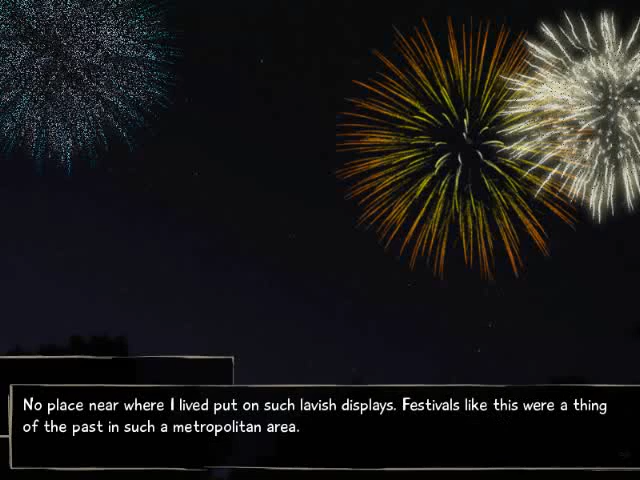 No place near where I lived put on such lavish displays. Festivals like this were a thing
of the past in such a metropolitan area.